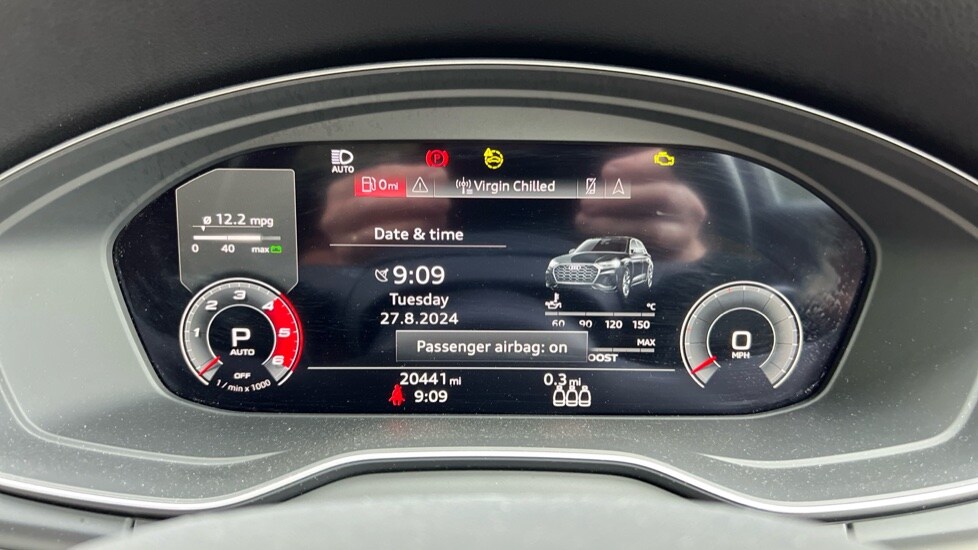 AUTO
P
0mi
Virgin Chilled
ø 12.2 mpg
0 40 max
Date & time
9:09
Tuesday
27.8.2024
°C
60 90 120 150
Passenger airbag: on
MAX
OOST
1 2 3 4 5 6
P
AUTO
OFF
1 / min x 1000
0
MPH
20441 mi
9:09
0.3 mi